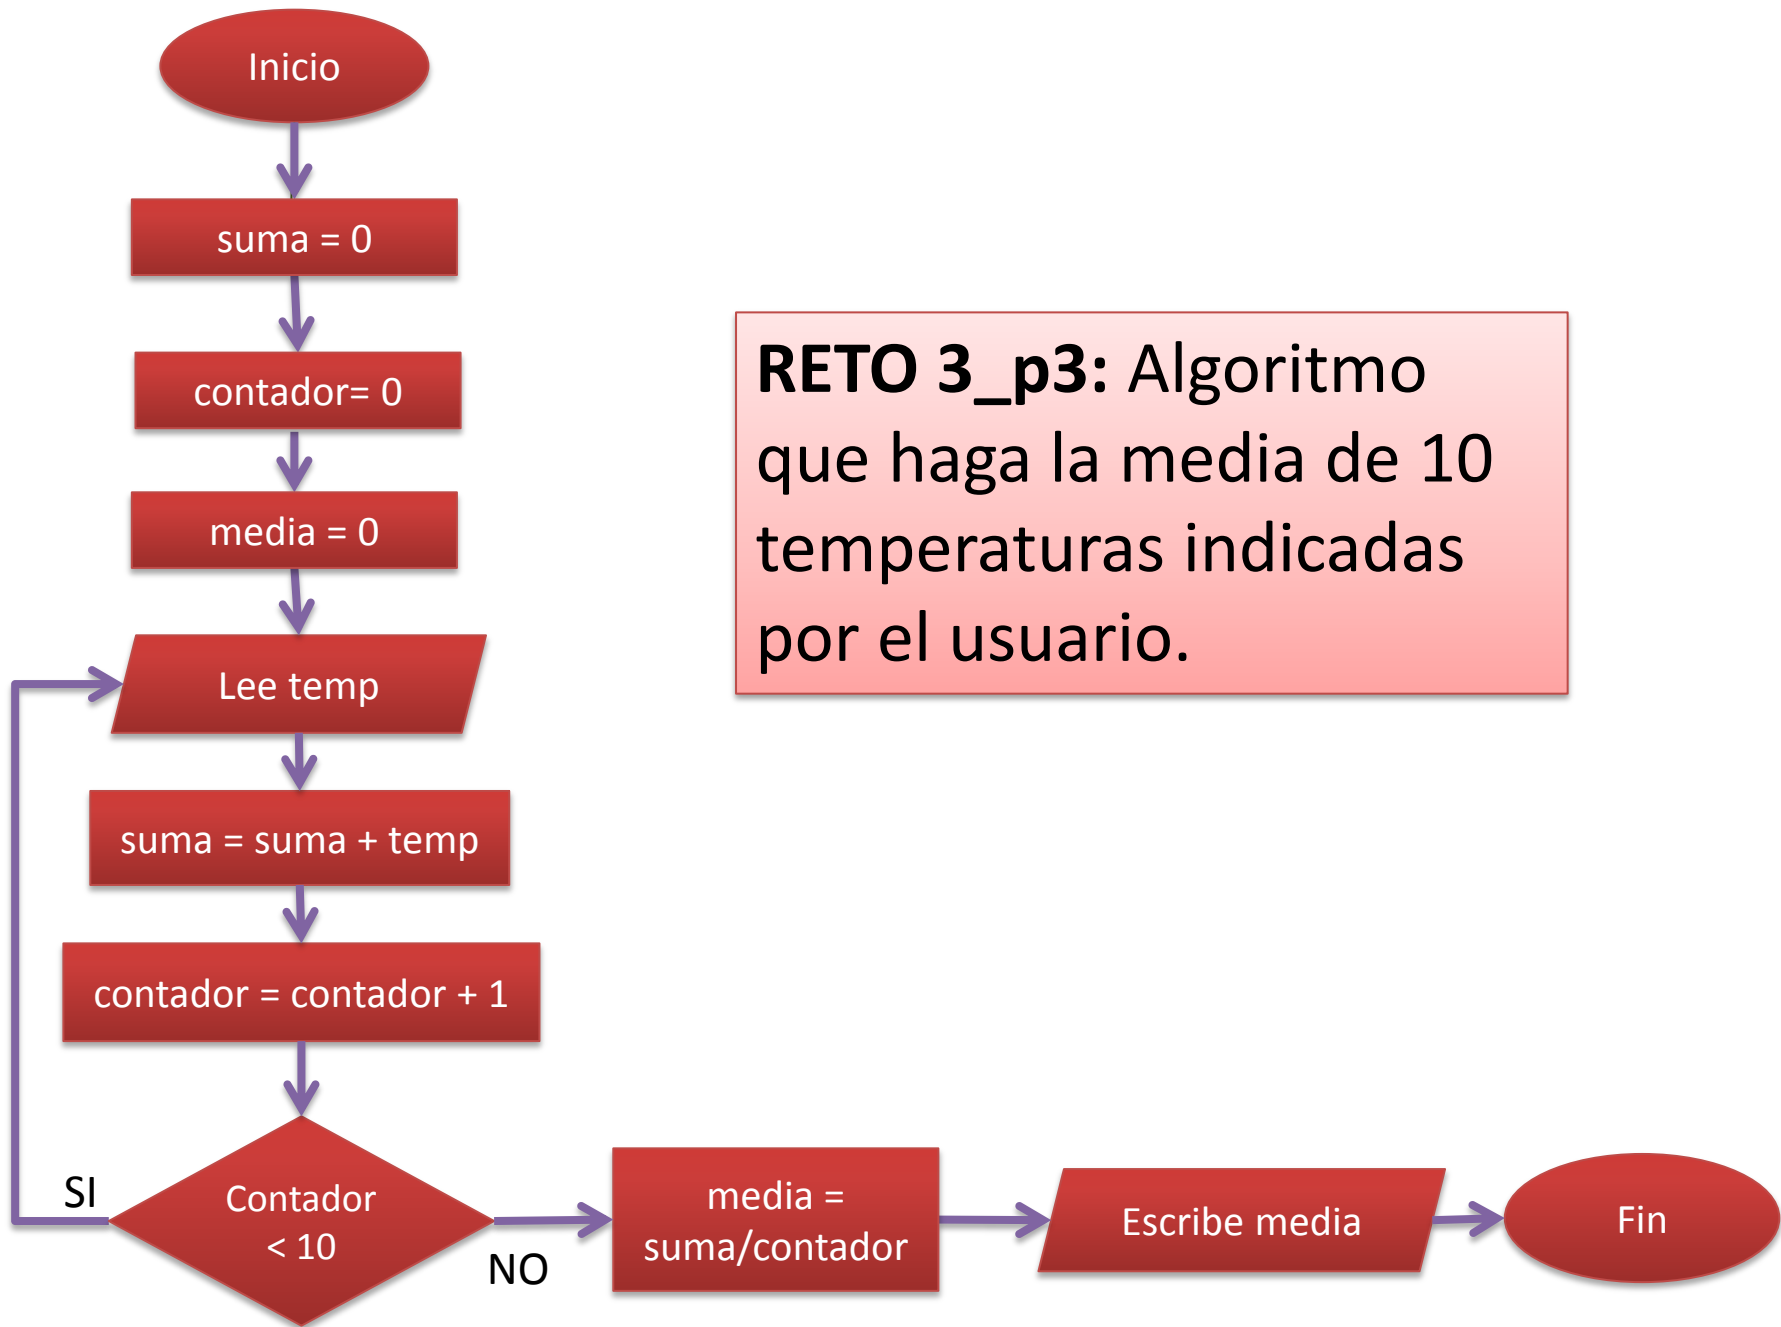 Inicio
suma = 0
contador= 0
media = 0
Lee temp
suma = suma + temp
contador = contador + 1
Contador
< 10
SI
NO
media =
suma/contador
Escribe media
Fin
RETO 3_p3: Algoritmo
que haga la media de 10
temperaturas indicadas
por el usuario.